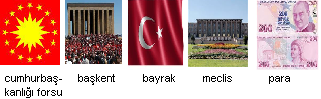 cumhurbaş-
kanlığı forsu
başkent
bayrak
meclis
para